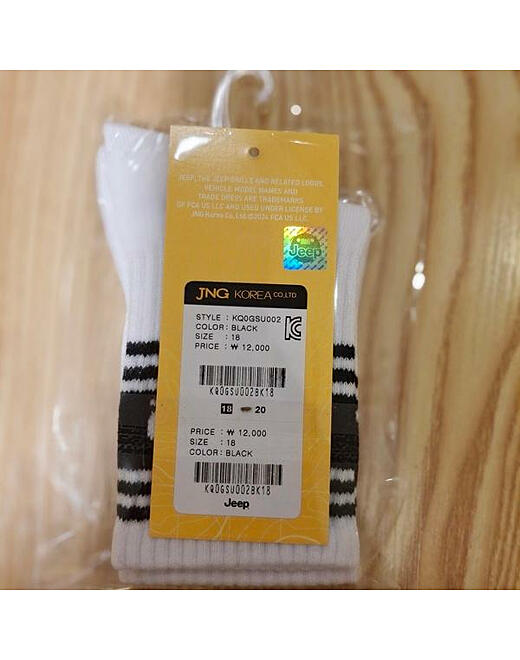 JEEP, THE JEEP GRILLE AND RELATED LOGOS,
VEHICLE MODEL NAMES AND
TRADE DRESS ARE TRADEMARKS
OF FCA US LLC AND USED UNDER LICENSE BY
JNG Korea Co,.Ltd.©2024 FCA US LLC.
Jeep
JNG KOREA CO.,LTD
STYLE : KQ0GSU002
COLOR : BLACK
SIZE : 18
PRICE : ₩ 12,000
KQ0GSU002BK18
18 20
PRICE : ₩ 12,000
SIZE : 18
COLOR : BLACK
KQ0GSU002BK18
Jeep